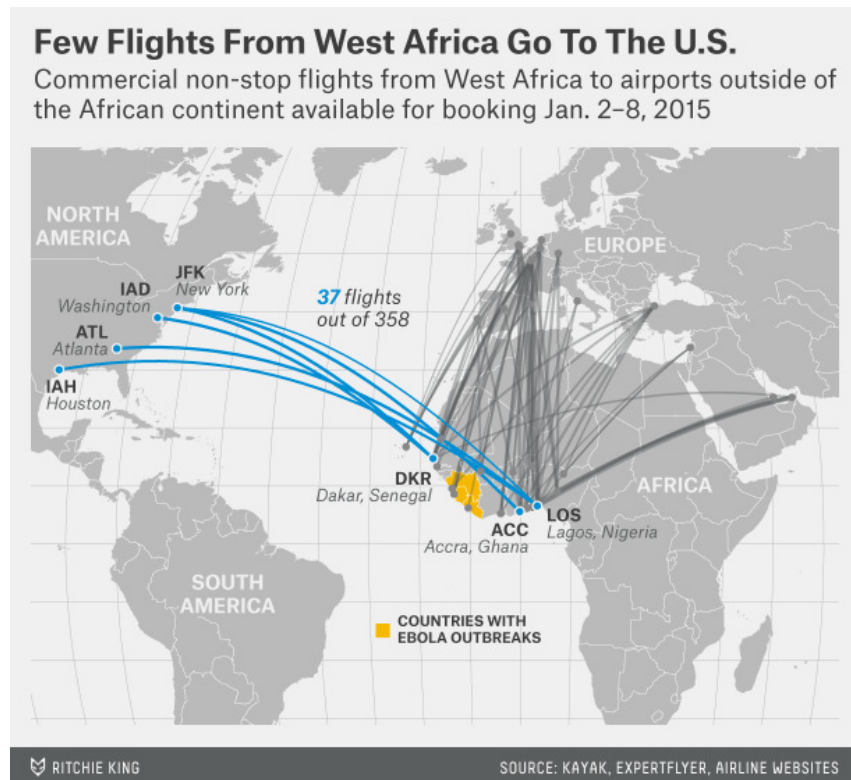 Few Flights From West Africa Go To The U.S.
Commercial non-stop flights from West Africa to airports outside of
the African continent available for booking Jan. 2–8, 2015
NORTH
AMERICA
EUROPE
JFK
New York
IAD
Washington
37 flights
out of 358
ATL
Atlanta
IAH
Houston
DKR
Dakar, Senegal
AFRICA
LOS
Lagos, Nigeria
ACC
Accra, Ghana
SOUTH
AMERICA
COUNTRIES WITH
EBOLA OUTBREAKS
RITCHIE KING
SOURCE: KAYAK, EXPERTFLYER, AIRLINE WEBSITES